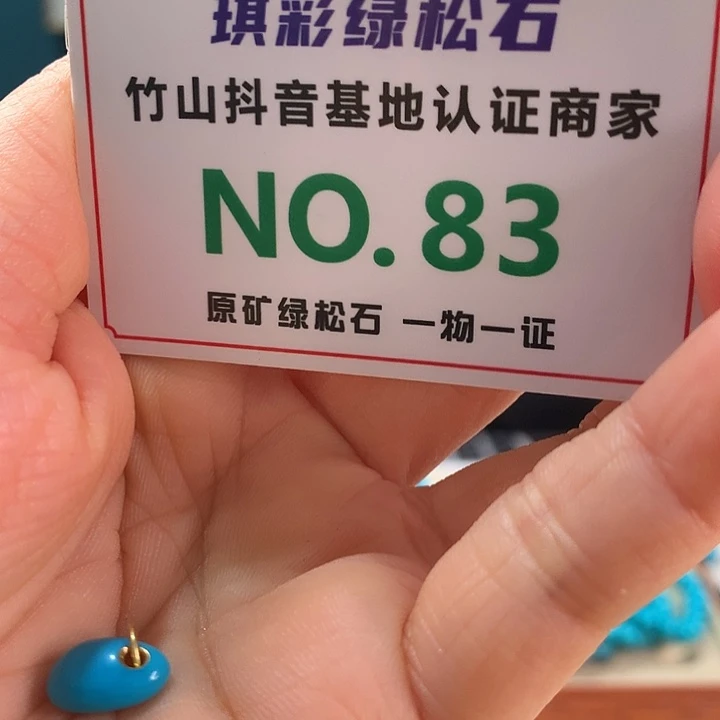 琪彩绿松石
竹山抖音基地认证商家
NO. 83
原矿绿松石 一物一证